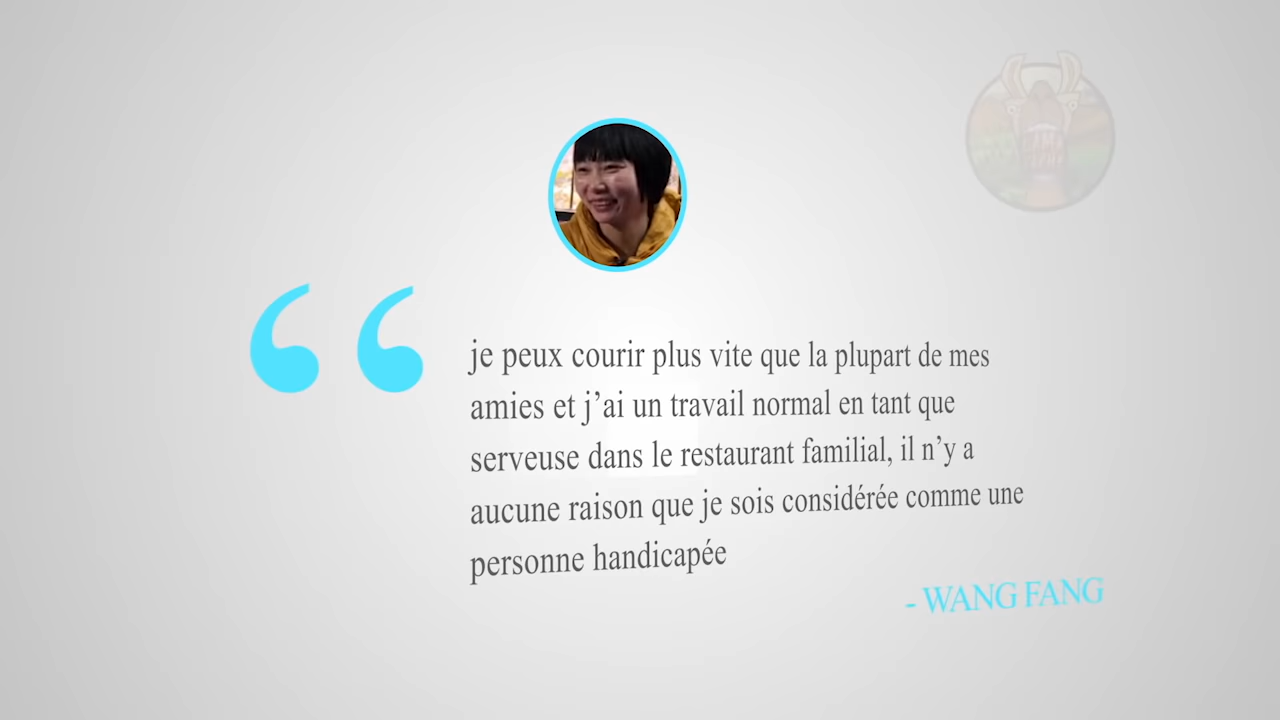 je peux courir plus vite que la plupart de mes
amies et j’ai un travail normal en tant que
serveuse dans le restaurant familial, il n’y a
aucune raison que je sois considérée comme une
personne handicapée
- WANG FANG